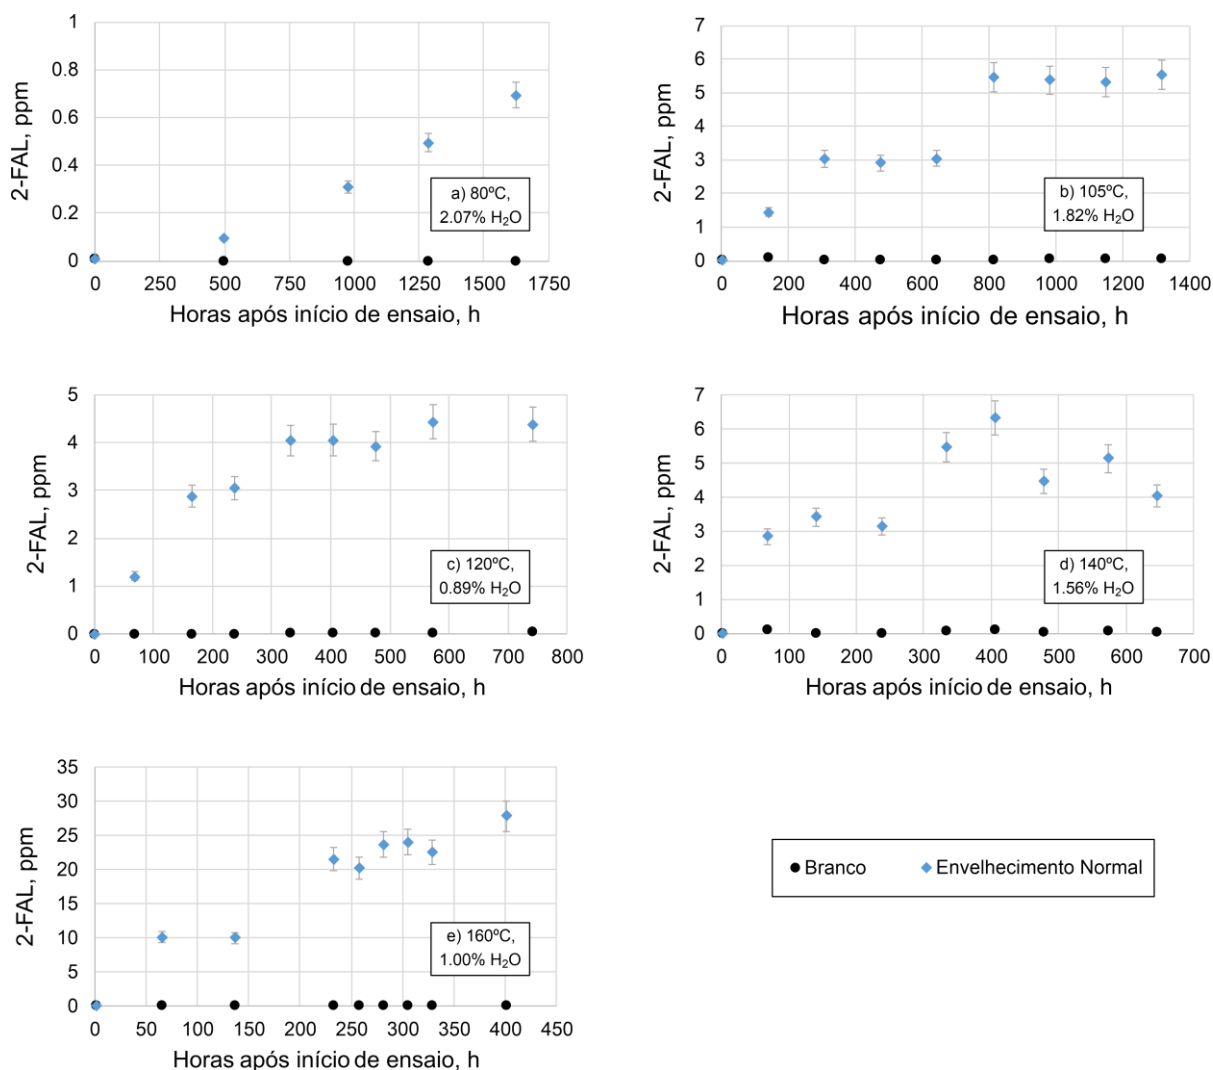 2-FAL, ppm
1
0.8
0.6
0.4
0.2
0
0 250 500 750 1000 1250 1500 1750
Horas após início de ensaio, h
a) 80ºC,
2.07% H₂O
2-FAL, ppm
7
6
5
4
3
2
1
0
0 200 400 600 800 1000 1200 1400
Horas após início de ensaio, h
b) 105ºC,
1.82% H₂O
2-FAL, ppm
5
4
3
2
1
0
0 100 200 300 400 500 600 700 800
Horas após início de ensaio, h
c) 120ºC,
0.89% H₂O
2-FAL, ppm
7
6
5
4
3
2
1
0
0 100 200 300 400 500 600 700
Horas após início de ensaio, h
d) 140ºC,
1.56% H₂O
2-FAL, ppm
35
30
25
20
15
10
5
0
0 50 100 150 200 250 300 350 400 450
Horas após início de ensaio, h
e) 160ºC,
1.00% H₂O
Branco Envelhecimento Normal